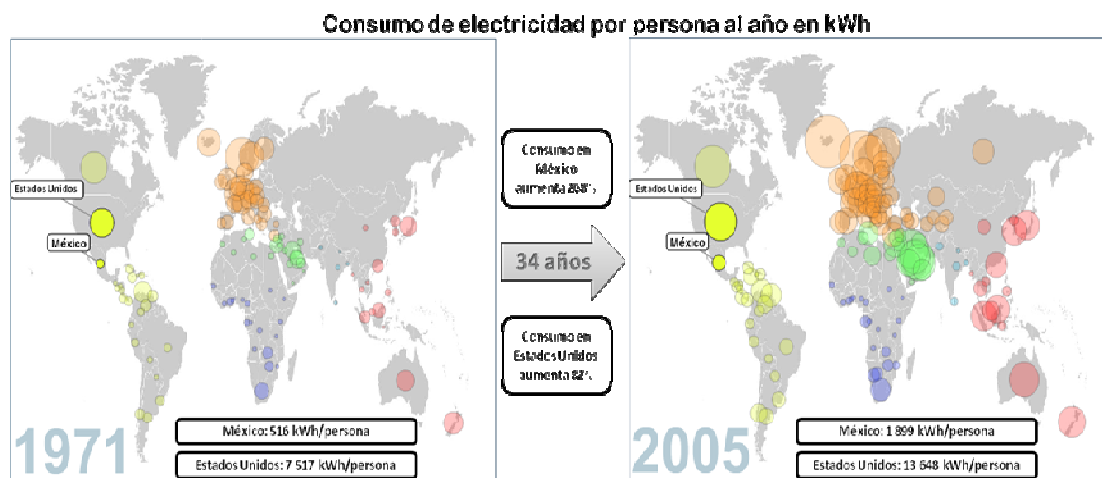 Consumo de electricidad por persona al año en kWh
Estados Unidos
México
1971
México: 516 kWh/persona
Estados Unidos: 7 517 kWh/persona
Consumo en
México
aumenta 268%
34 años
Consumo en
Estados Unidos
aumenta 82%
Estados Unidos
México
2005
México: 1 899 kWh/persona
Estados Unidos: 13 648 kWh/persona